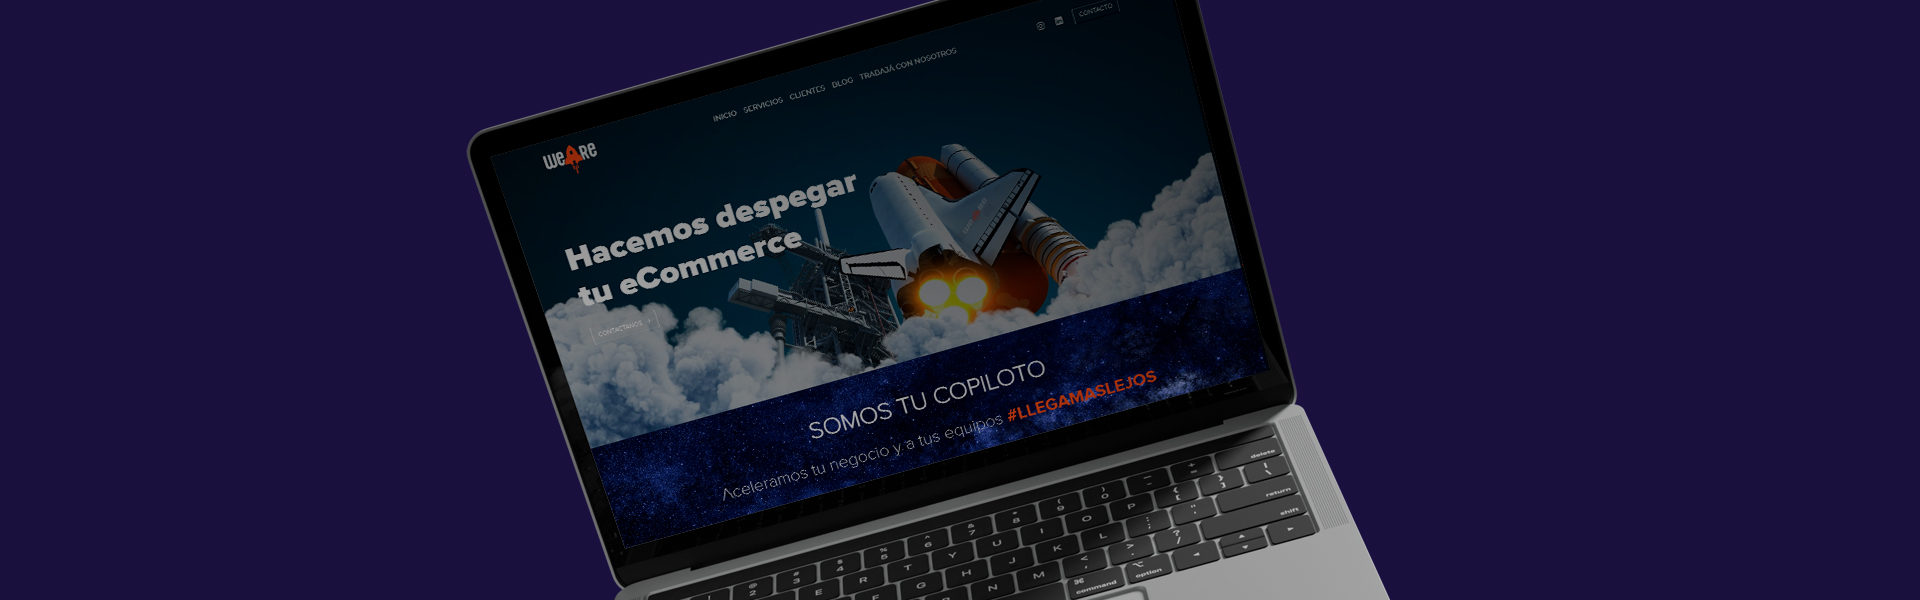 CONTACTO
INICIO SERVICIOS CLIENTES BLOG TRABAJÁ CON NOSOTROS
WeARe
Hacemos despegar
tu eCommerce
CONTACTANOS >
SOMOS TU COPILOTO
Aceleramos tu negocio y a tus equipos #LLEGAMASLEJOS
delete
return
shift
command
option